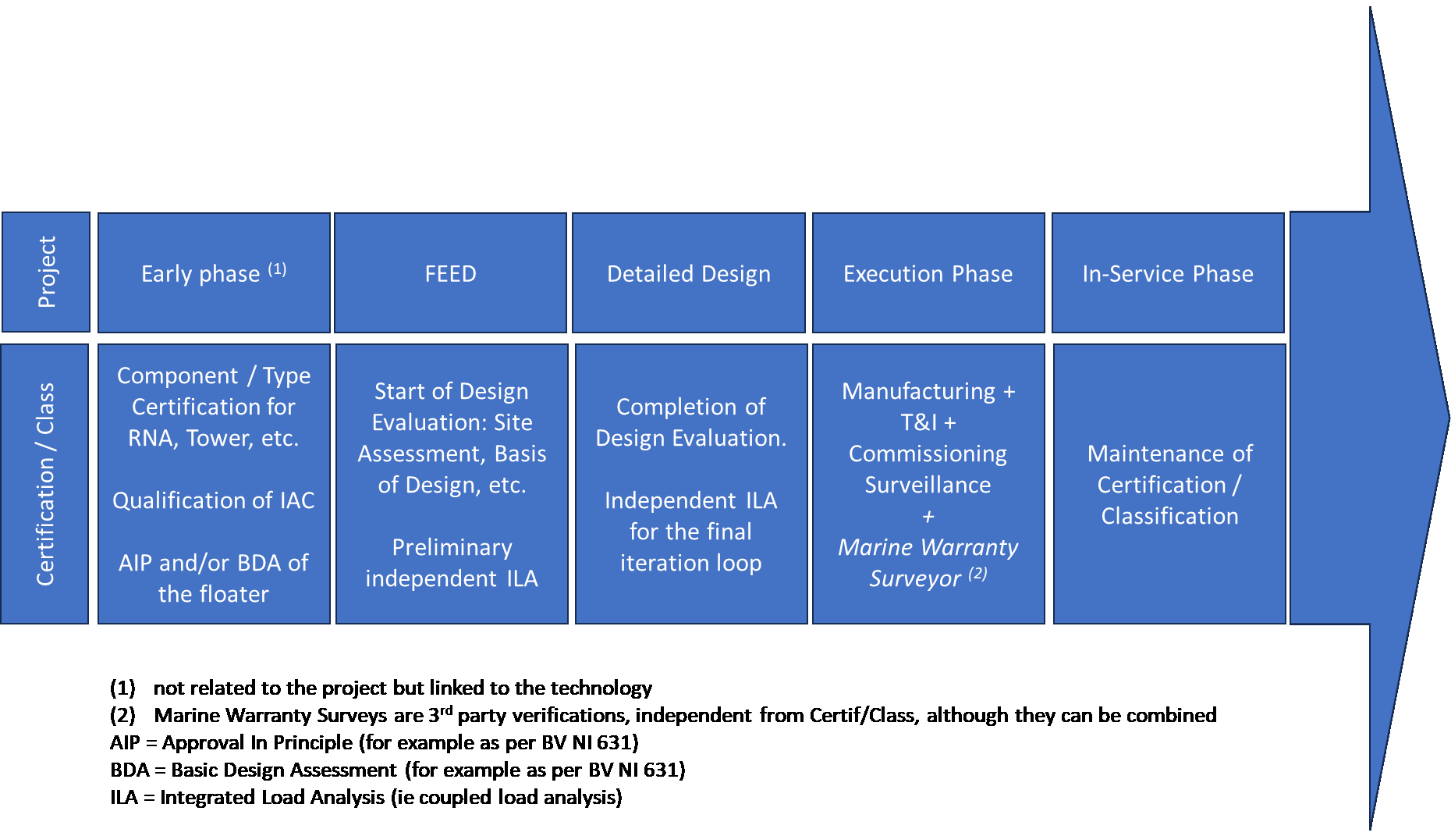 Project
Early phase (1)
FEED
Detailed Design
Execution Phase
In-Service Phase
Certification / Class
Component / Type
Certification for
RNA, Tower, etc.
Qualification of IAC
AIP and/or BDA of
the floater
Start of Design
Evaluation: Site
Assessment, Basis
of Design, etc.
Preliminary
independent ILA
Completion of
Design Evaluation.
Independent ILA
for the final
iteration loop
Manufacturing +
T&I +
Commissioning
Surveillance
+
Marine Warranty
Surveyor (2)
Maintenance of
Certification /
Classification
(1) not related to the project but linked to the technology
(2) Marine Warranty Surveys are 3rd party verifications, independent from Certif/Class, although they can be combined
AIP = Approval In Principle (for example as per BV NI 631)
BDA = Basic Design Assessment (for example as per BV NI 631)
ILA = Integrated Load Analysis (ie coupled load analysis)